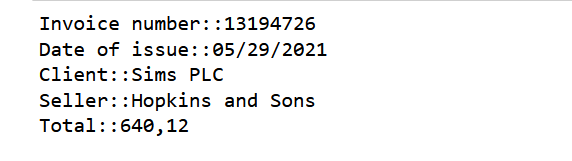 Invoice number::13194726
Date of issue::05/29/2021
Client::Sims PLC
Seller::Hopkins and Sons
Total::640,12